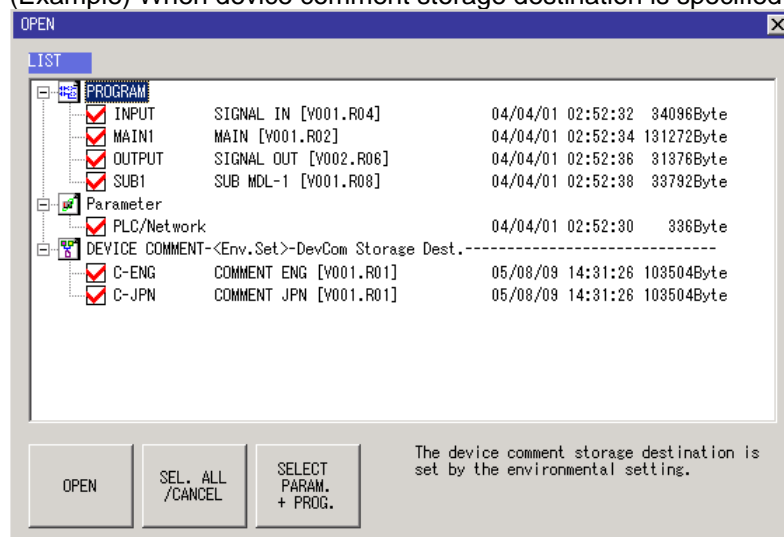 (Example) When device comment storage destination is specified
OPEN
LIST
PROGRAM
INPUT SIGNAL IN [V001.R04] 04/04/01 02:52:32 34096Byte
MAIN1 MAIN [V001.R02] 04/04/01 02:52:34 131272Byte
OUTPUT SIGNAL OUT [V002.R06] 04/04/01 02:52:36 31376Byte
SUB1 SUB MDL-1 [V001.R08] 04/04/01 02:52:38 33792Byte
Parameter
PLC/Network 04/04/01 02:52:30 336Byte
DEVICE COMMENT-<Env.Set>-DevCom Storage Dest.------------------------------
C-ENG COMMENT ENG [V001.R01] 05/08/09 14:31:26 103504Byte
C-JPN COMMENT JPN [V001.R01] 05/08/09 14:31:26 103504Byte
OPEN
SEL. ALL
/CANCEL
SELECT
PARAM.
+ PROG.
The device comment storage destination is
set by the environmental setting.